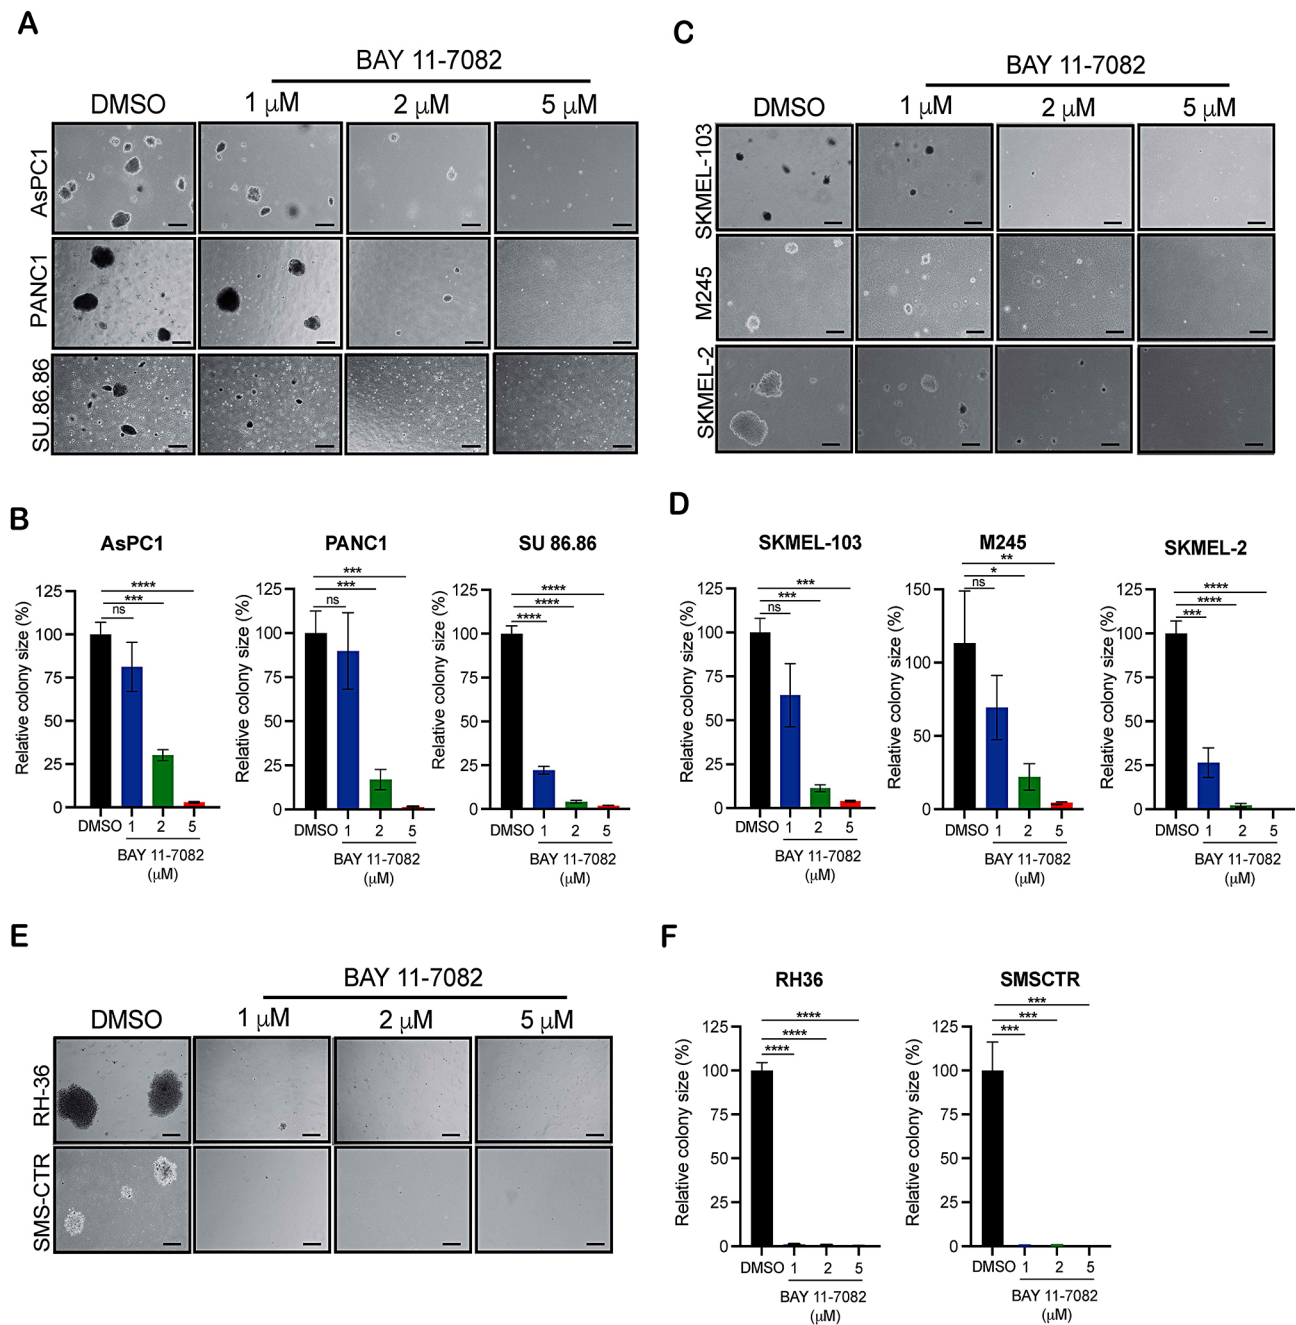 A
BAY 11-7082
DMSO 1 μM 2 μM 5 μM
AsPC1
PANC1
SU.86.86
C
BAY 11-7082
DMSO 1 μM 2 μM 5 μM
SKMEL-103
M245
SKMEL-2
B
AsPC1
Relative colony size (%)
125
100
75
50
25
0
****
***
ns
DMSO 1 2 5
BAY 11-7082
(μM)
PANC1
Relative colony size (%)
125
100
75
50
25
0
***
***
ns
DMSO 1 2 5
BAY 11-7082
(μM)
SU 86.86
Relative colony size (%)
125
100
75
50
25
0
****
****
****
DMSO 1 2 5
BAY 11-7082
(μM)
D
SKMEL-103
Relative colony size (%)
125
100
75
50
25
0
***
***
ns
DMSO 1 2 5
BAY 11-7082
(μM)
M245
Relative colony size (%)
150
100
50
0
**
*
ns
DMSO 1 2 5
BAY 11-7082
(μM)
SKMEL-2
Relative colony size (%)
125
100
75
50
25
0
****
****
***
DMSO 1 2 5
BAY 11-7082
(μM)
E
BAY 11-7082
DMSO 1 μM 2 μM 5 μM
RH-36
SMS-CTR
F
RH36
Relative colony size (%)
125
100
75
50
25
0
****
****
****
DMSO 1 2 5
BAY 11-7082
(μM)
SMSCTR
Relative colony size (%)
125
100
75
50
25
0
***
***
***
DMSO 1 2 5
BAY 11-7082
(μM)